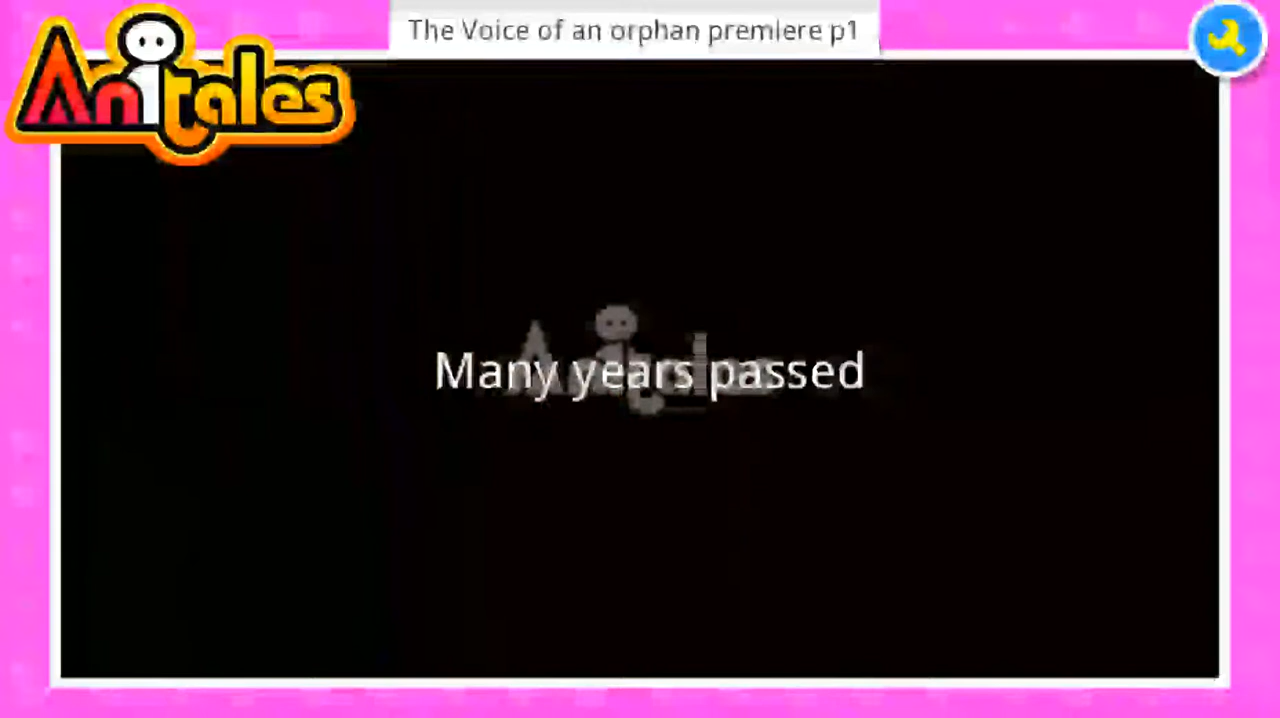 The Voice of an orphan premiere p1
Anitales
Many years passed